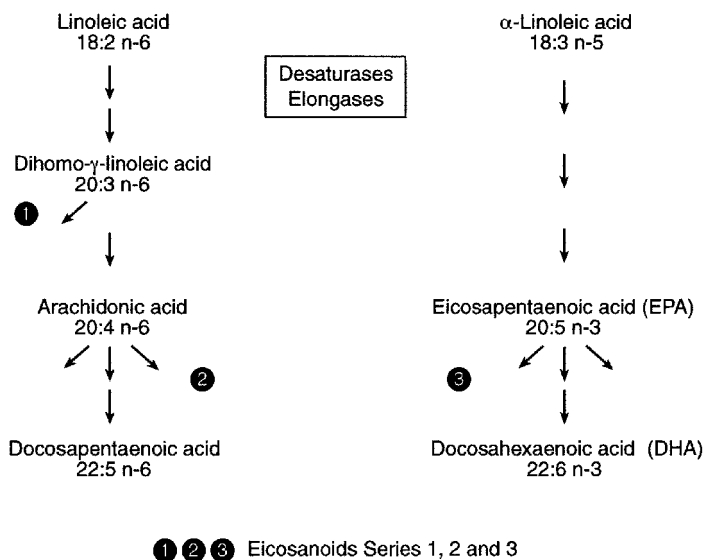 Linoleic acid
18:2 n-6
Dihomo-γ-linoleic acid
20:3 n-6
1
Arachidonic acid
20:4 n-6
2
Docosapentaenoic acid
22:5 n-6
Desaturases
Elongases
α-Linoleic acid
18:3 n-5
Eicosapentaenoic acid (EPA)
20:5 n-3
3
Docosahexaenoic acid (DHA)
22:6 n-3
1 2 3 Eicosanoids Series 1, 2 and 3